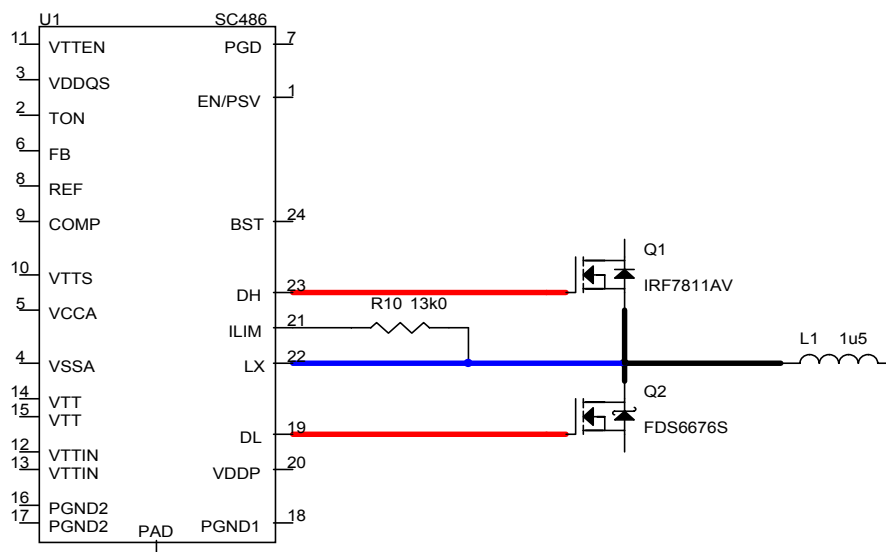 U1 SC486
11 VTTEN PGD 7
3 VDDQS
EN/PSV 1
2 TON
6 FB
8 REF
9 COMP BST 24
Q1
10 VTTS
IRF7811AV
DH 23
5 VCCA
R10 13k0
ILIM 21
L1 1u5
4 VSSA LX 22
Q2
14 VTT
15 VTT
FDS6676S
DL 19
12 VTTIN
13 VTTIN VDDP 20
16 PGND2
17 PGND2 PGND1 18
PAD